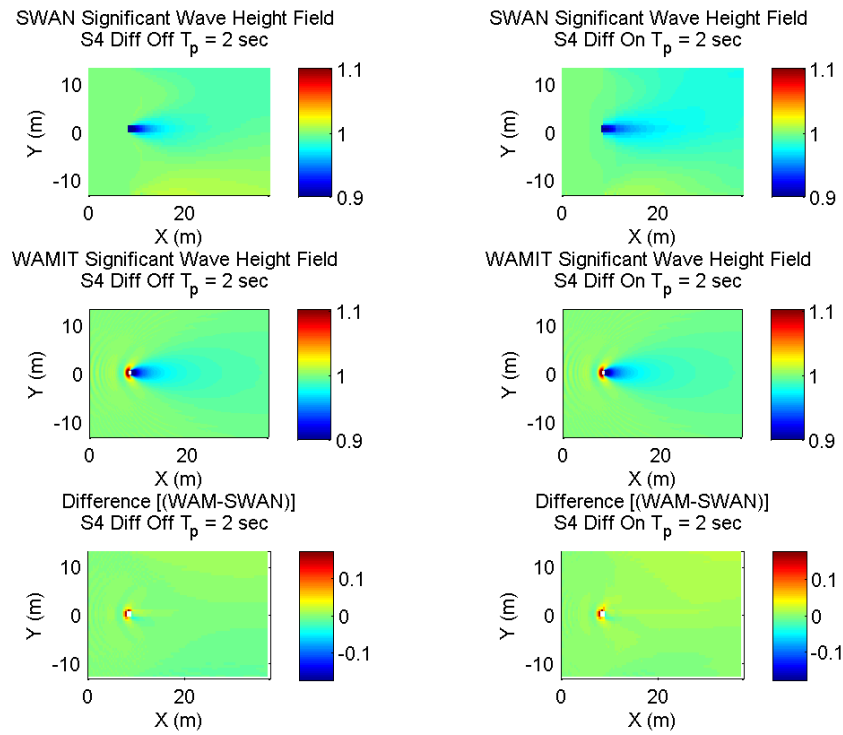 SWAN Significant Wave Height Field
S4 Diff Off Tp = 2 sec
10
0
-10
Y (m)
0
20
X (m)
1.1
1
0.9
SWAN Significant Wave Height Field
S4 Diff On Tp = 2 sec
10
0
-10
Y (m)
0
20
X (m)
1.1
1
0.9
WAMIT Significant Wave Height Field
S4 Diff Off Tp = 2 sec
10
0
-10
Y (m)
0
20
X (m)
1.1
1
0.9
WAMIT Significant Wave Height Field
S4 Diff On Tp = 2 sec
10
0
-10
Y (m)
0
20
X (m)
1.1
1
0.9
Difference [(WAM-SWAN)]
S4 Diff Off Tp = 2 sec
10
0
-10
Y (m)
0
20
X (m)
0.1
0
-0.1
Difference [(WAM-SWAN)]
S4 Diff On Tp = 2 sec
10
0
-10
Y (m)
0
20
X (m)
0.1
0
-0.1